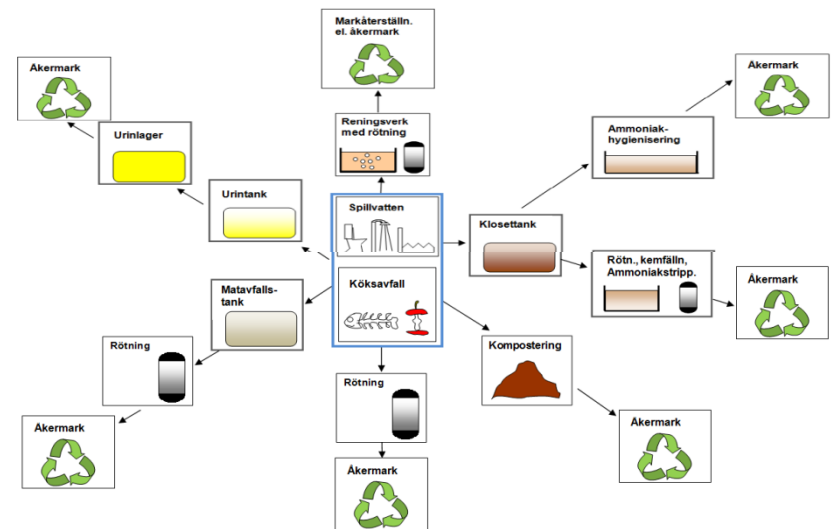 Markåterställn.
el. åkermark
Åkermark
Åkermark
Reningsverk
med rötning
Urinlager
Ammoniak-
hygienisering
Urintank
Spillvatten
Klosettank
Rötn., kemfälln,
Ammoniakstripp.
Åkermark
Köksavfall
Matavfalls-
tank
Rötning
Kompostering
Rötning
Åkermark
Åkermark
Åkermark